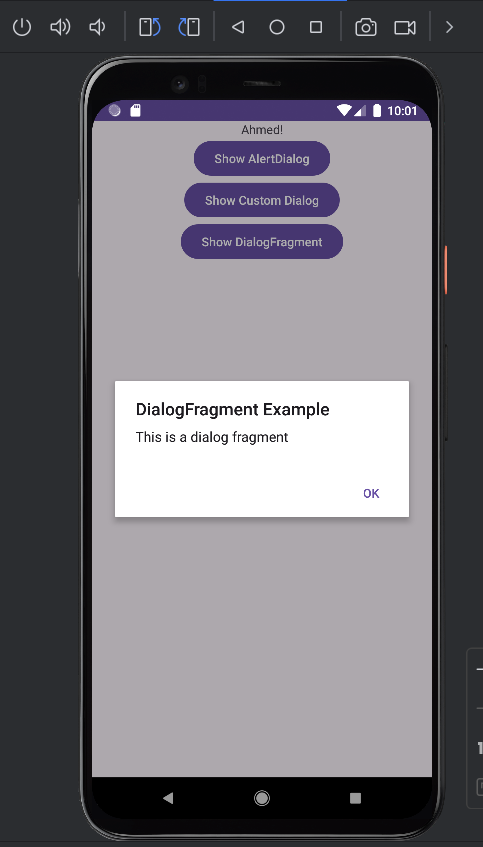 10:01
Ahmed!
Show AlertDialog
Show Custom Dialog
Show DialogFragment
DialogFragment Example
This is a dialog fragment
OK